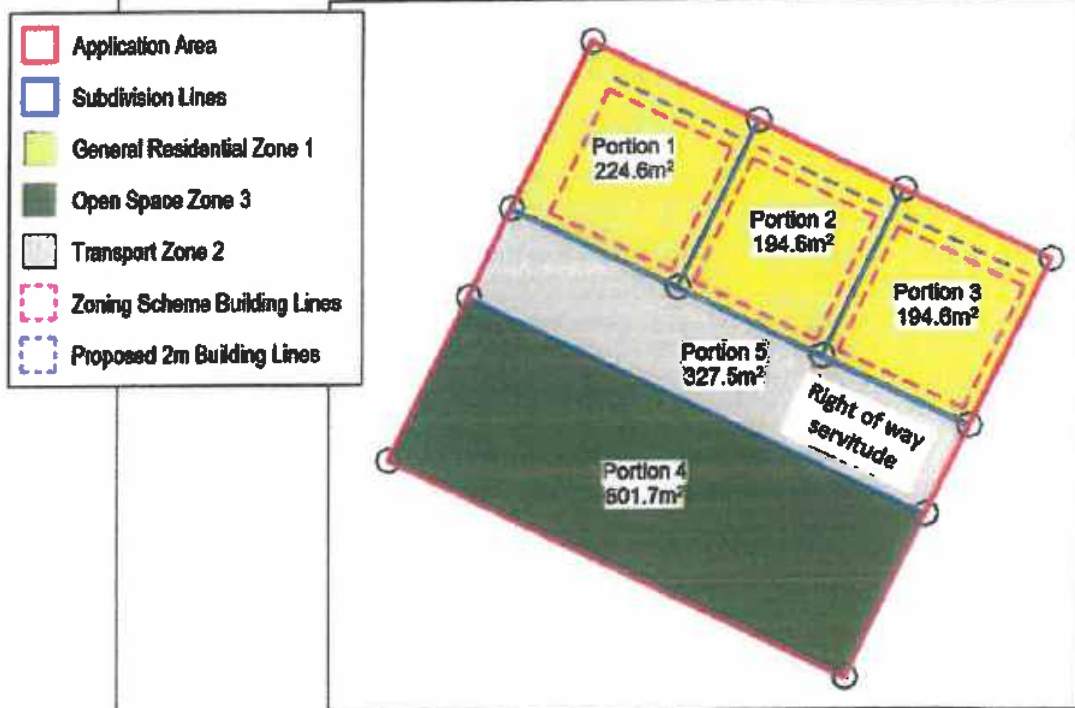 Application Area
Subdivision Lines
General Residential Zone 1
Open Space Zone 3
Transport Zone 2
Zoning Scheme Building Lines
Proposed 2m Building Lines
Portion 1
224.6m²
Portion 2
194.6m²
Portion 3
194.6m²
Portion 5
327.5m²
Right of way
servitude
Portion 4
601.7m²